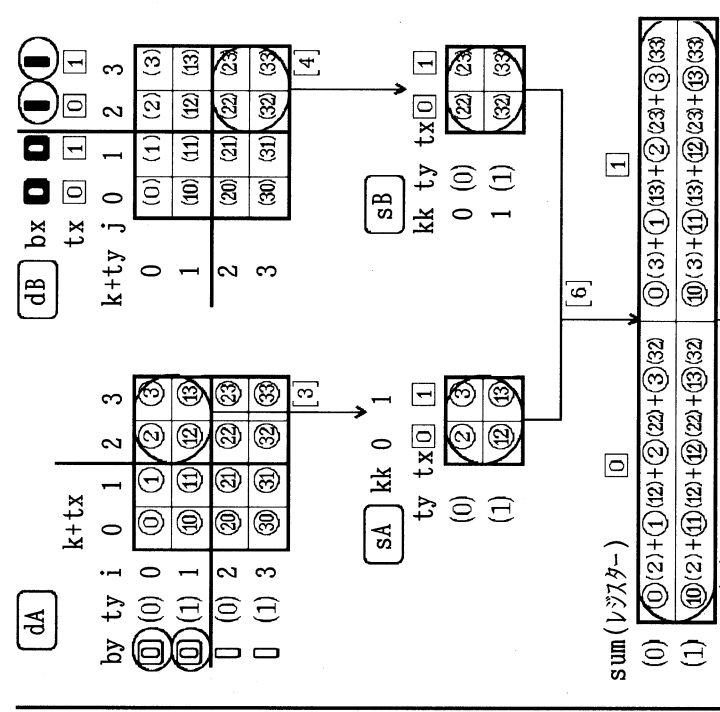 dA dB bx 0 0 1 1
k+tx tx 0 1 0 1
by ty i 0 1 2 3 k+ty j 0 1 2 3
0 (0) 0 ⓪ ① ② ③ 0 (0) (1) (2) (3)
0 (1) 1 ⑩ ⑪ ⑫ ⑬ 1 (10) (11) (12) (13)
(0) 2 ⑳ ㉑ ㉒ ㉓ 2 (20) (21) (22) (23)
(1) 3 ㉚ ㉛ ㉜ ㉝ 3 (30) (31) (32) (33)
[3] [4]
sA kk 0 1 sB
ty tx 0 1 kk ty tx 0 1
(0) ② ③ 0 (0) (22) (23)
(1) ⑫ ⑬ 1 (1) (32) (33)
[6]
sum(レジスター) 0 1
(0) ⓪(2)+①(12)+②(22)+③(32) ⓪(3)+①(13)+②(23)+③(33)
(1) ⑩(2)+⑪(12)+⑫(22)+⑬(32) ⑩(3)+⑪(13)+⑫(23)+⑬(33)